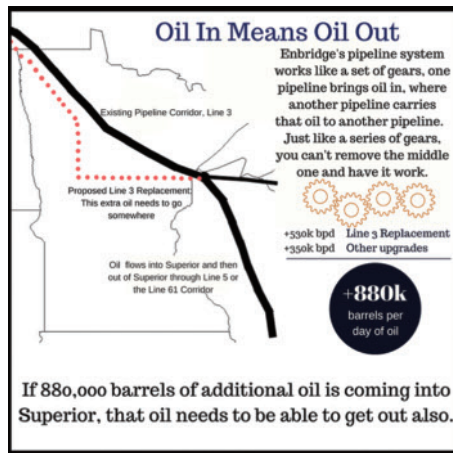 Oil In Means Oil Out
Enbridge's pipeline system
works like a set of gears, one
pipeline brings oil in, where
another pipeline carries
that oil to another pipeline.
Just like a series of gears,
you can't remove the middle
one and have it work.
Existing Pipeline Corridor, Line 3
Proposed Line 3 Replacement:
This extra oil needs to go
somewhere
+530k bpd Line 3 Replacement
+350k bpd Other upgrades
Oil flows into Superior and then
out of Superior through Line 5 or
the Line 61 Corridor
+880k
barrels per
day of oil
If 880,000 barrels of additional oil is coming into
Superior, that oil needs to be able to get out also.